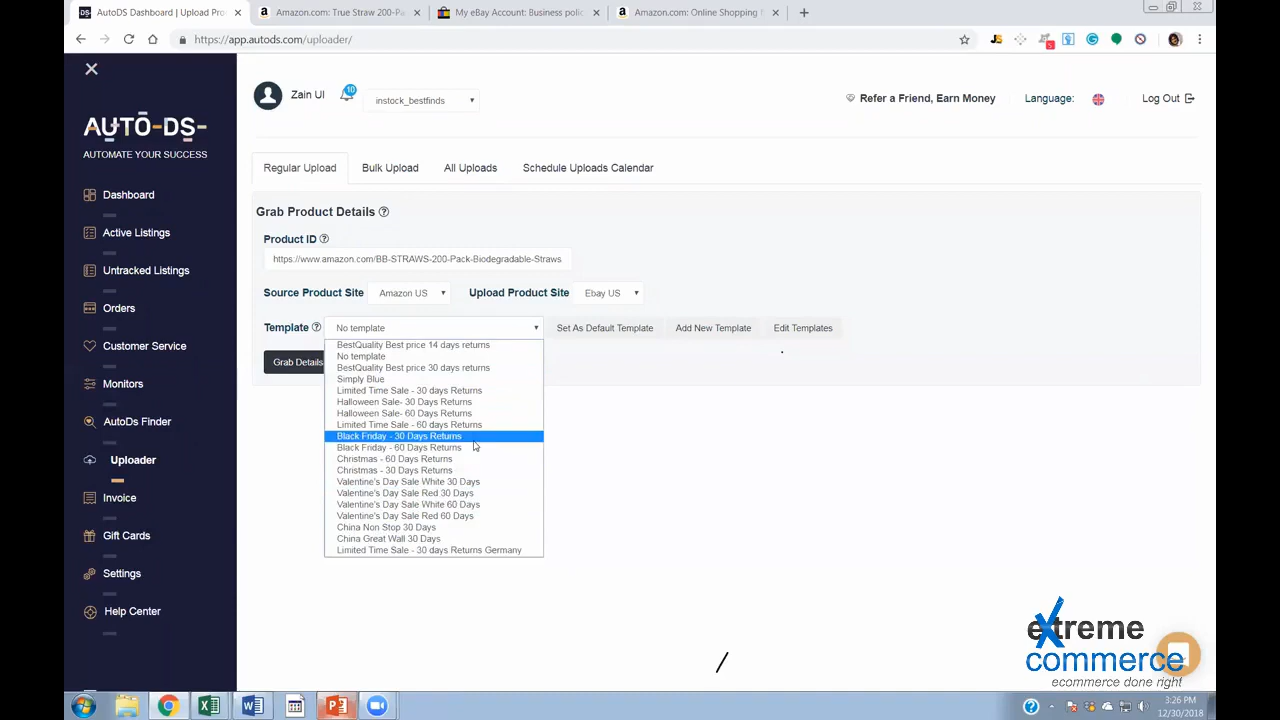 AutoDS Dashboard | Upload Pro
Amazon.com: True Straw 200-Pa
My eBay Account: Business poli
Amazon.com: Online Shopping f
https://app.autods.com/uploader/
AUTO-DS-
AUTOMATE YOUR SUCCESS
Dashboard
Active Listings
Untracked Listings
Orders
Customer Service
Monitors
AutoDs Finder
Uploader
Invoice
Gift Cards
Settings
Help Center
Zain Ul
10
instock_bestfinds
Refer a Friend, Earn Money
Language:
Log Out
Regular Upload
Bulk Upload
All Uploads
Schedule Uploads Calendar
Grab Product Details
Product ID
https://www.amazon.com/BB-STRAWS-200-Pack-Biodegradable-Straws
Source Product Site
Amazon US
Upload Product Site
Ebay US
Template
No template
Set As Default Template
Add New Template
Edit Templates
Grab Details
BestQuality Best price 14 days returns
No template
BestQuality Best price 30 days returns
Simply Blue
Limited Time Sale - 30 days Returns
Halloween Sale- 30 Days Returns
Halloween Sale- 60 Days Returns
Limited Time Sale - 60 days Returns
Black Friday - 30 Days Returns
Black Friday - 60 Days Returns
Christmas - 60 Days Returns
Christmas - 30 Days Returns
Valentine's Day Sale White 30 Days
Valentine's Day Sale Red 30 Days
Valentine's Day Sale White 60 Days
Valentine's Day Sale Red 60 Days
China Non Stop 30 Days
China Great Wall 30 Days
Limited Time Sale - 30 days Returns Germany
extreme
commerce
ecommerce done right
3:26 PM
12/30/2018